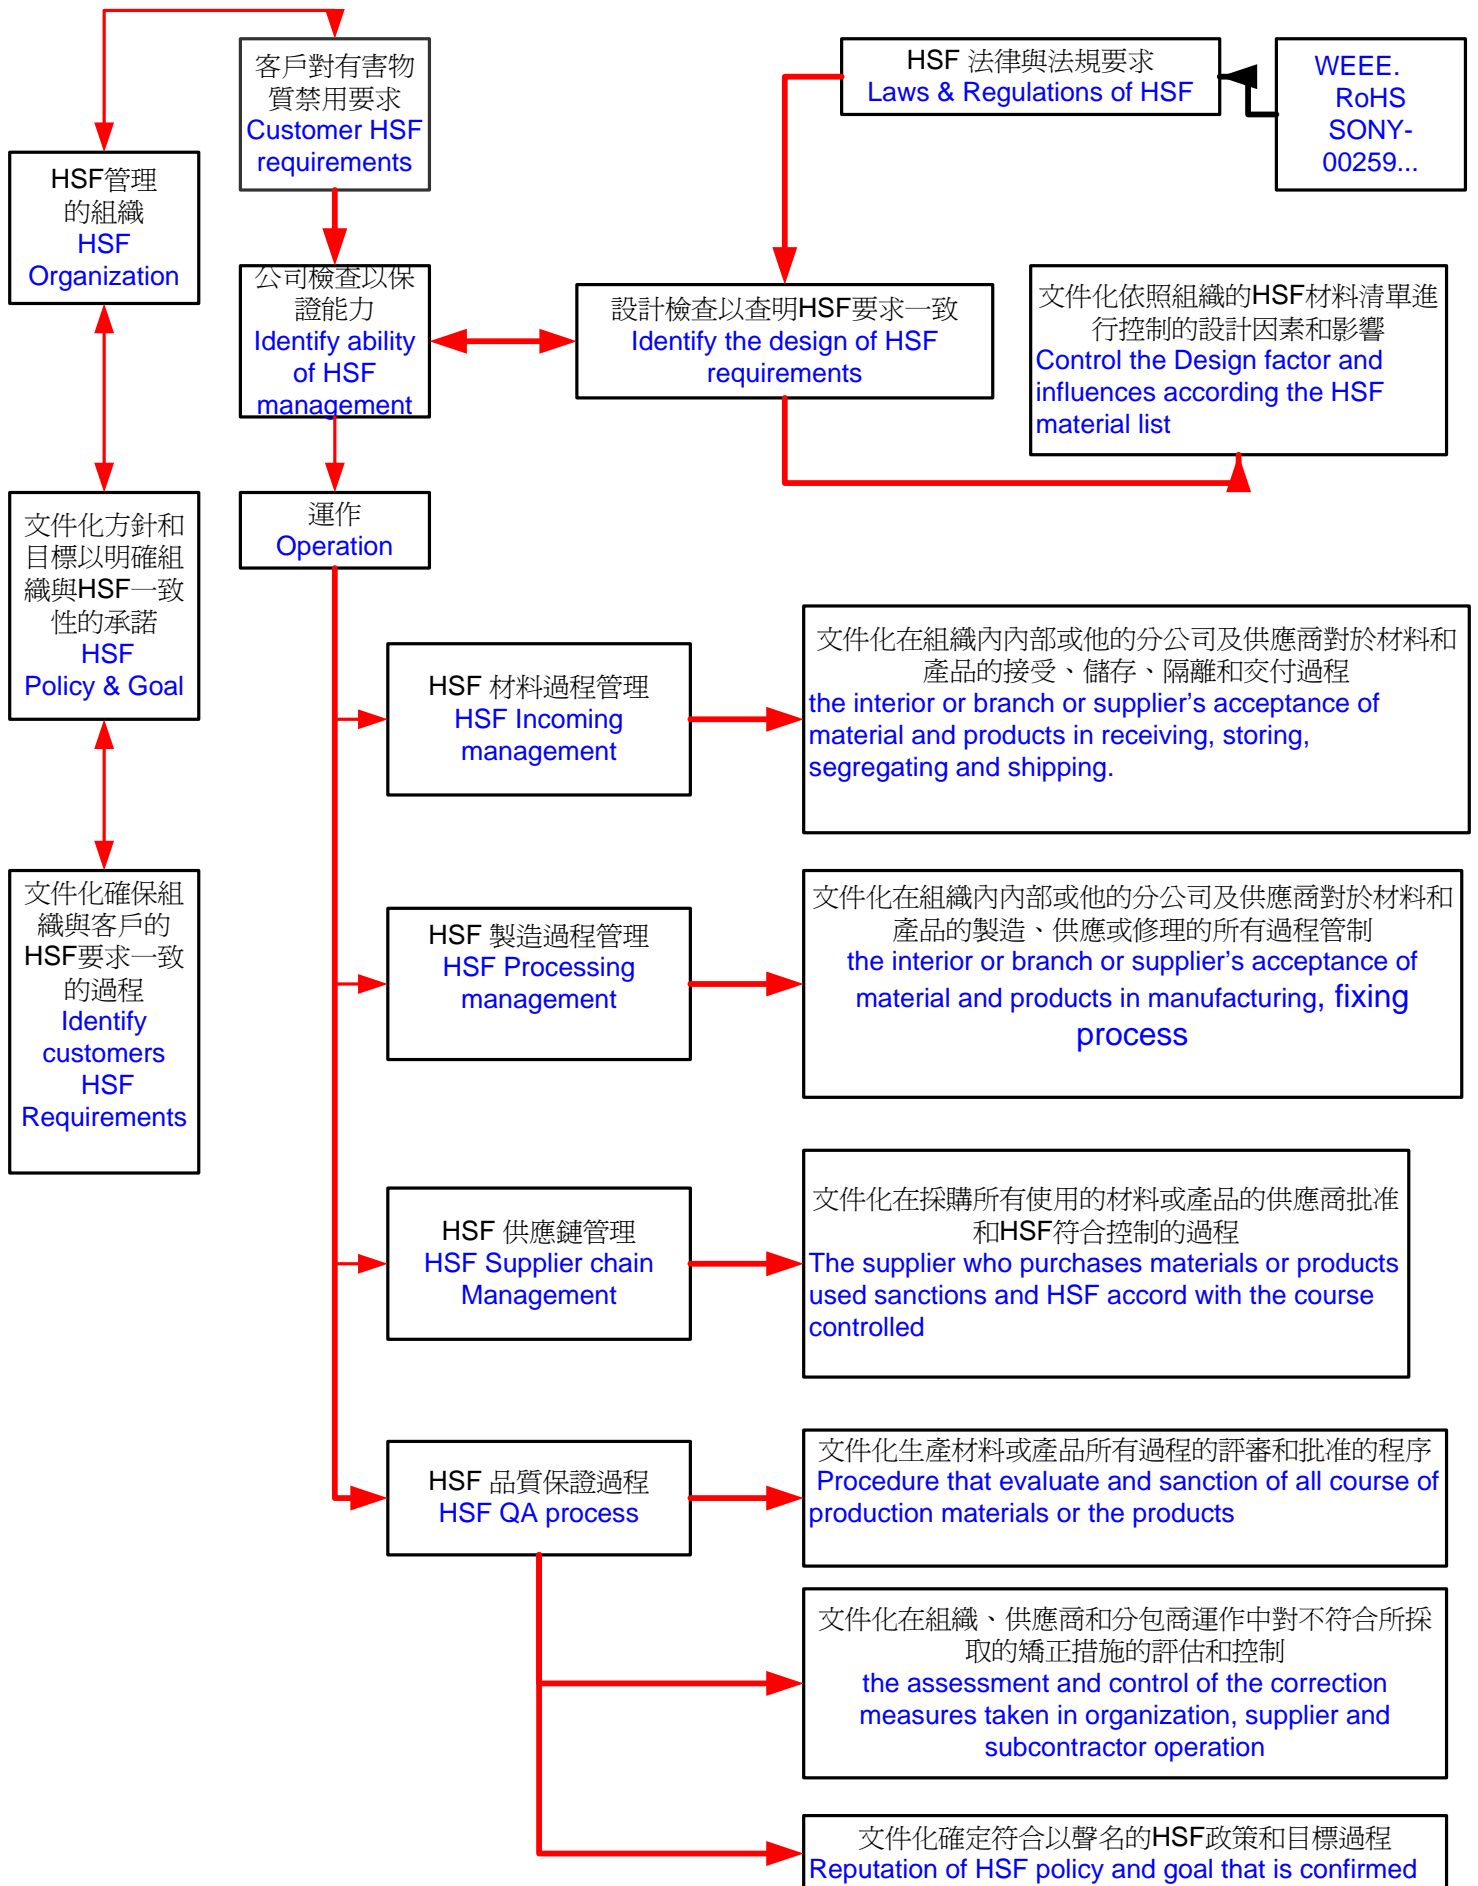 客戶對有害物
質禁用要求
Customer HSF
requirements
HSF 法律與法規要求
Laws & Regulations of HSF
WEEE.
RoHS
SONY-
00259...
HSF管理
的組織
HSF
Organization
公司檢查以保
證能力
Identify ability
of HSF
management
設計檢查以查明HSF要求一致
Identify the design of HSF
requirements
文件化依照組織的HSF材料清單進
行控制的設計因素和影響
Control the Design factor and
influences according the HSF
material list
文件化方針和
目標以明確組
織與HSF一致
性的承諾
HSF
Policy & Goal
運作
Operation
HSF 材料過程管理
HSF Incoming
management
文件化在組織內內部或他的分公司及供應商對於材料和
產品的接受、儲存、隔離和交付過程
the interior or branch or supplier’s acceptance of
material and products in receiving, storing,
segregating and shipping.
文件化確保組
織與客戶的
HSF要求一致
的過程
Identify
customers
HSF
Requirements
HSF 製造過程管理
HSF Processing
management
文件化在組織內內部或他的分公司及供應商對於材料和
產品的製造、供應或修理的所有過程管制
the interior or branch or supplier’s acceptance of
material and products in manufacturing, fixing
process
HSF 供應鏈管理
HSF Supplier chain
Management
文件化在採購所有使用的材料或產品的供應商批准
和HSF符合控制的過程
The supplier who purchases materials or products
used sanctions and HSF accord with the course
controlled
HSF 品質保證過程
HSF QA process
文件化生產材料或產品所有過程的評審和批准的程序
Procedure that evaluate and sanction of all course of
production materials or the products
文件化在組織、供應商和分包商運作中對不符合所採
取的矯正措施的評估和控制
the assessment and control of the correction
measures taken in organization, supplier and
subcontractor operation
文件化確定符合以聲名的HSF政策和目標過程
Reputation of HSF policy and goal that is confirmed